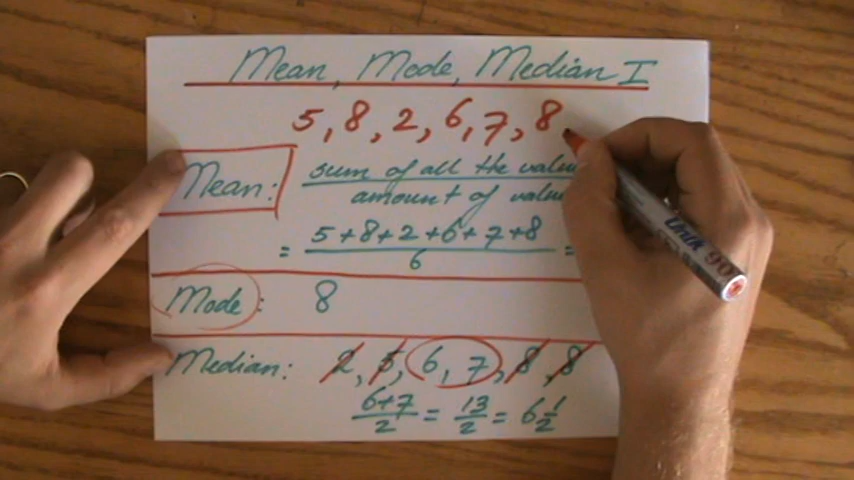 Mean, Mode, Median I
5, 8, 2, 6, 7, 8
Mean: sum of all the
amount of
= 5+8+2+6+7+8 =
6
Mode: 8
Median: 2, 5, 6, 7, 8, 8
6+7 = 13 = 6 1/2
2 2
90